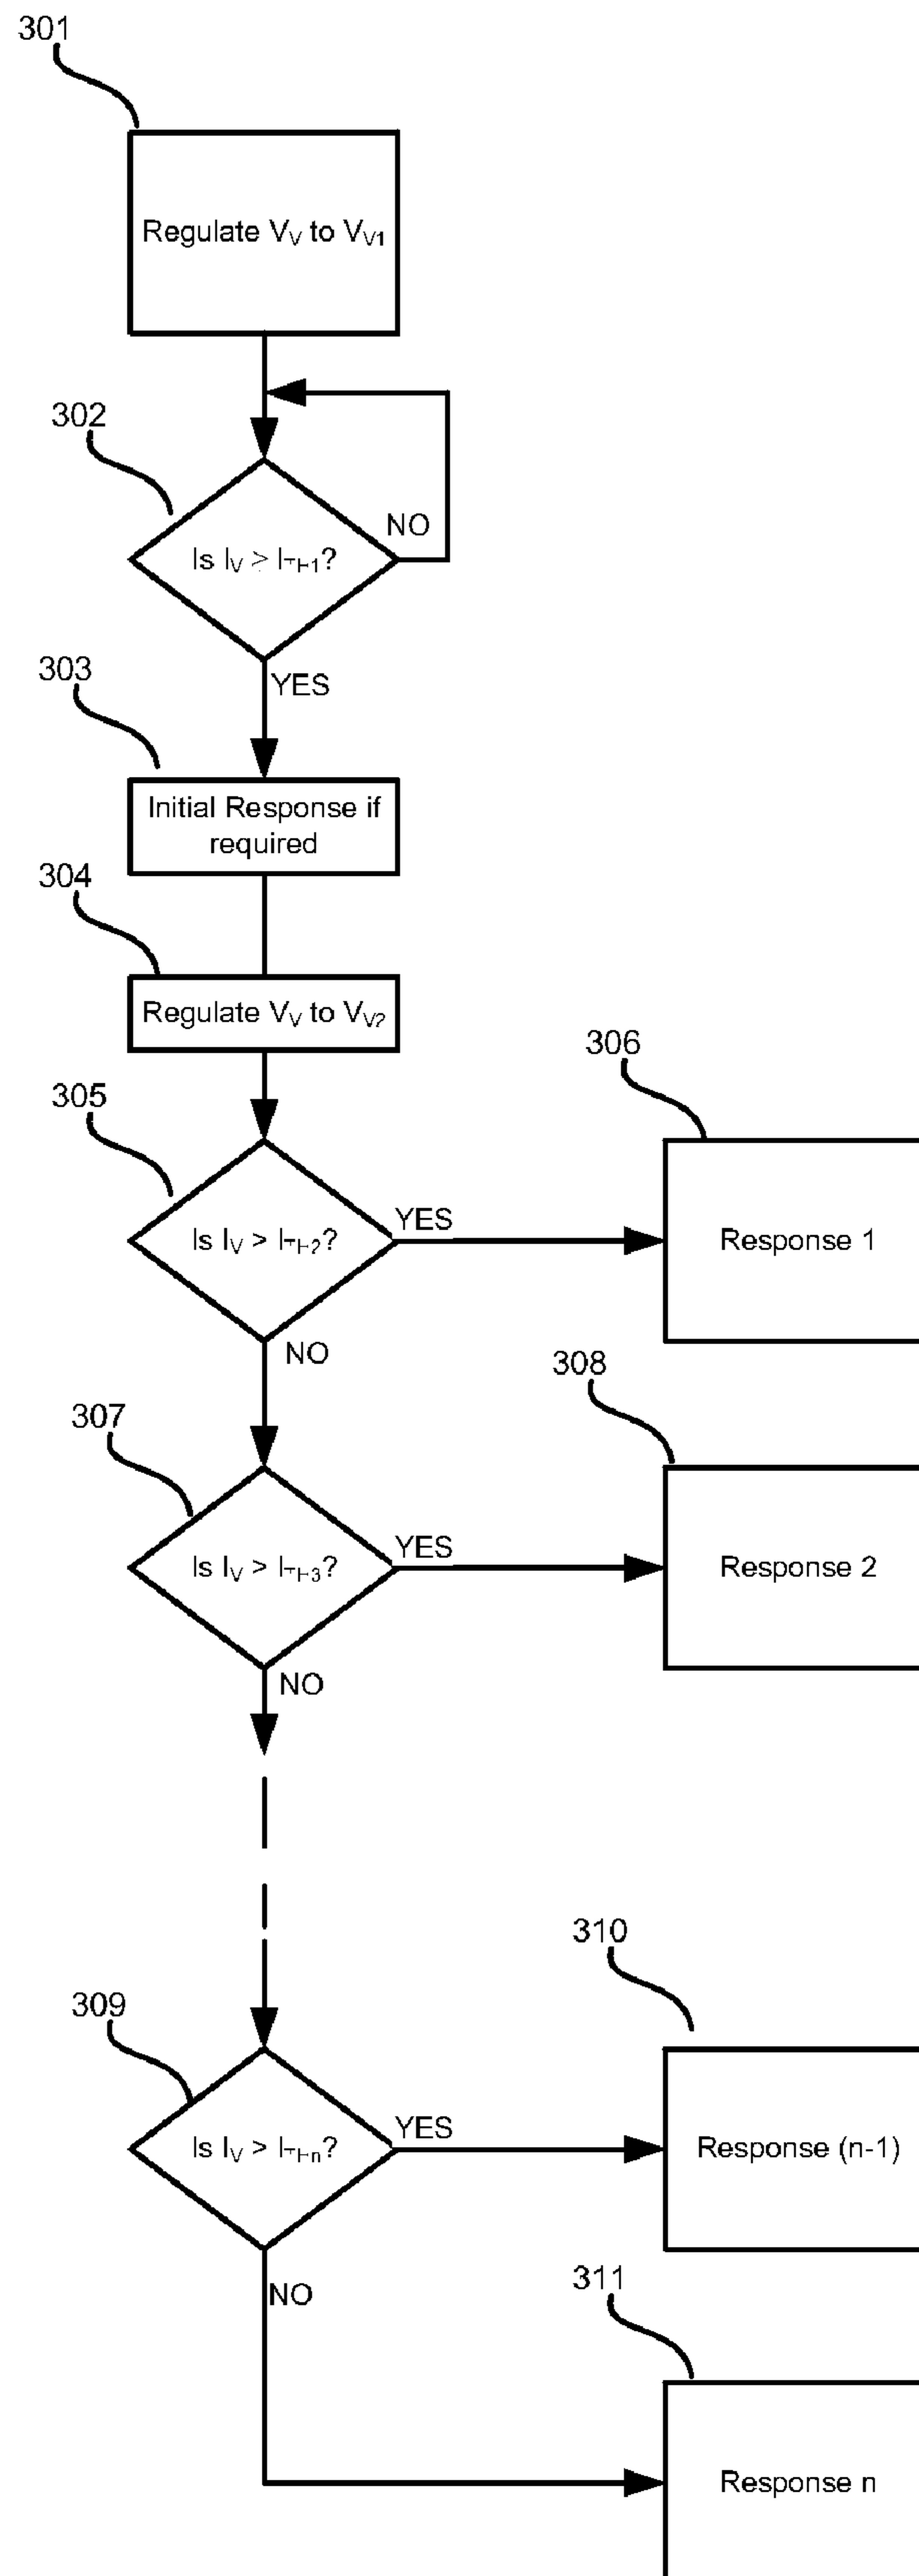 301
Regulate V_V to V_V1
302
NO
Is I_V > I_TH1?
YES
303
Initial Response if
required
304
Regulate V_V to V_V2
306
305
YES
Is I_V > I_TH2?
Response 1
NO
308
307
YES
Is I_V > I_TH3?
Response 2
NO
310
309
YES
Is I_V > I_THn?
Response (n-1)
311
NO
Response n